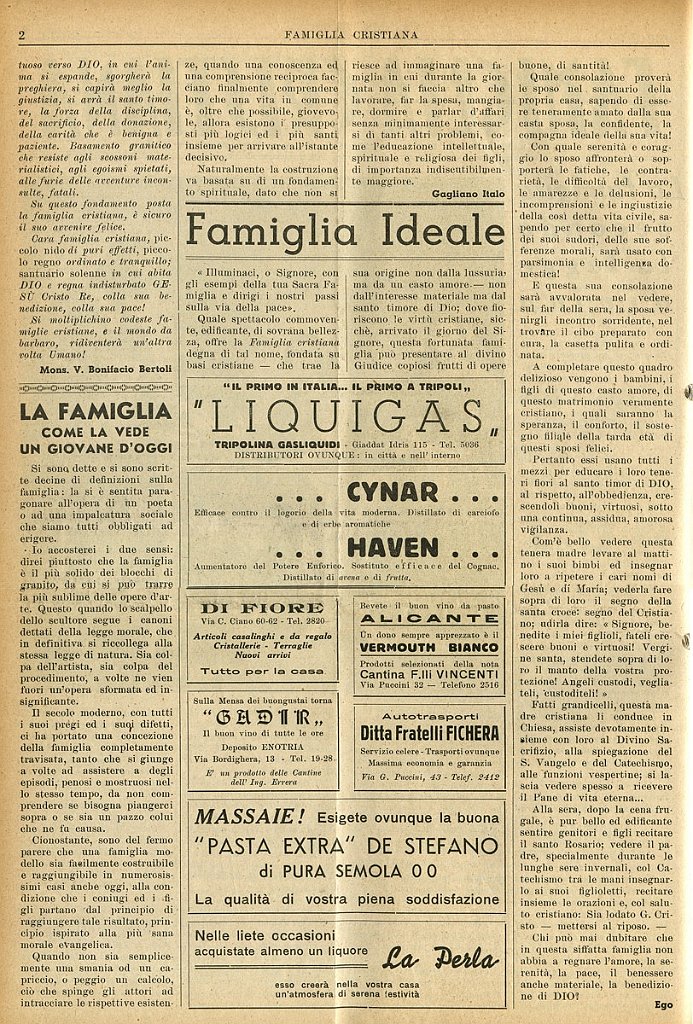 2
FAMIGLIA CRISTIANA
tuoso verso DIO, in cui l'ani-
ma si espande, sgorgherà la
preghiera, si capirà meglio la
giustizia, si avrà il santo timo-
re, la forza della disciplina,
del sacrificio, della donazione,
della carità che è benigna e
paziente. Basamento granitico
che resiste agli scossoni mate-
rialistici, agli egoismi spietati,
alle furie delle avventure incon-
sulte, fatali.
Su questo fondamento posta
la famiglia cristiana, è sicuro
il suo avvenire felice.
Cara famiglia cristiana, pic-
colo nido di puri effetti, picco-
lo regno ordinato e tranquillo;
santuario solenne in cui abita
DIO e regna indisturbato GE-
SÙ Cristo Re, colla sua be-
nedizione, colla sua pace!
Si moltiplichino codeste fa-
miglie cristiane, e il mondo da
barbaro, ridiventerà un'altra
volta Umano!
Mons. V. Bonifacio Bertoli
LA FAMIGLIA
COME LA VEDE
UN GIOVANE D'OGGI
Si sono dette e si sono scrit-
te decine di definizioni sulla
famiglia: la si è sentita para-
gonare all'opera di un poeta
o ad una impalcatura sociale
che siamo tutti obbligati ad
erigere.
Io accosterei i due sensi:
direi piuttosto che la famiglia
è il più solido dei blocchi di
granito, da cui si può trarre
la più sublime delle opere d'ar-
te. Questo quando lo scalpello
dello scultore segue i canoni
dettati della legge morale, che
in definitiva si riccollega alla
stessa legge di natura. Sia col-
pa dell'artista, sia colpa del
procedimento, a volte ne vien
fuori un'opera sformata ed in-
significante.
Il secolo moderno, con tutti
i suoi pregi ed i suoi difetti,
ci ha portato una concezione
della famiglia completamente
travisata, tanto che si giunge
a volte ad assistere a degli
episodi, penosi e mostruosi nel-
lo stesso tempo, da non com-
prendere se bisogna piangerci
sopra o se sia un pazzo colui
che ne fu causa.
Cionostante, sono del fermo
parere che una famiglia mo-
dello sia facilmente costruibile
e raggiungibile in numerosis-
simi casi anche oggi, alla con-
dizione che i coniugi ed i fi-
gli partano dal principio di
raggiungere tale risultato, prin-
cipio ispirato alla più sana
morale evangelica.
Quando non sia semplice-
mente una smania od un ca-
priccio, o peggio un calcolo,
ciò che spinge gli attori ad
intracciare le rispettive esisten-
ze, quando una conoscenza ed
una comprensione reciproca fac-
ciano finalmente comprendere
loro che una vita in comune
è, oltre che possibile, giovevo-
le, allora esistono i presuppo-
sti più logici ed i più santi
insieme per arrivare all'istante
decisivo.
Naturalmente la costruzione
va basata su di un fondamen-
to spirituale, dato che non si
riesce ad immaginare una fa-
miglia in cui durante la gior-
nata non si faccia altro che
lavorare, far la spesa, mangia-
re, dormire e parlar d'affari
senza minimamente interessar-
si di tanti altri problemi, co-
me l'educazione intellettuale,
spirituale e religiosa dei figli,
di importanza indiscutibilmen-
te maggiore.
Gagliano Italo
Famiglia Ideale
« Illuminaci, o Signore, con
gli esempi della tua Sacra Fa-
miglia e dirigi i nostri passi
sulla via della pace».
Quale spettacolo commoven-
te, edificante, di sovrana bellez-
za, offre la Famiglia cristiana
degna di tal nome, fondata su
basi cristiane — che trae la
sua origine non dalla lussuria
ma da un casto amore — non
dall'interesse materiale ma dal
santo timore di Dio; dove fio-
riscono le virtù cristiane, sic-
chè, arrivato il giorno del Si-
gnore, questa fortunata fami-
glia può presentare al divino
Giudice copiosi frutti di opere
"IL PRIMO IN ITALIA... IL PRIMO A TRIPOLI„
"LIQUIGAS„
TRIPOLINA GASLIQUIDI - Giaddat Idria 115 - Tel. 5036
DISTRIBUTORI OVUNQUE: in città e nell'interno
... CYNAR ...
Efficace contro il logorio della vita moderna. Distillato di carciofo
e di erbe aromatiche
... HAVEN ...
Aumentatore del Potere Euforico. Sostituto efficace del Cognac.
Distillato di avena e di frutta.
DI FIORE
Via C. Ciano 60-62 - Tel. 2820
Articoli casalinghi e da regalo
Cristallerie - Terraglie
Nuovi arrivi
Tutto per la casa
Bevete il buon vino da pasto
ALICANTE
Un dono sempre apprezzato è il
VERMOUTH BIANCO
Prodotti selezionati della nota
Cantina F.lli VINCENTI
Via Puccini 32 — Telefono 2516
Sulla Mensa dei buongustai torna
"GADIR„
Il buon vino di tutte le ore
Deposito ENOTRIA
Via Bordighera, 13 - Tel. 19-28
E' un prodotto delle Cantine
dell'Ing. Errera
Autotrasporti
Ditta Fratelli FICHERA
Servizio celere - Trasporti ovunque
Massima economia e garanzia
Via G. Puccini, 43 - Telef. 2412
MASSAIE! Esigete ovunque la buona
"PASTA EXTRA" DE STEFANO
di PURA SEMOLA 00
La qualità di vostra piena soddisfazione
Nelle liete occasioni
acquistate almeno un liquore
La Perla
esso creerà nella vostra casa
un'atmosfera di serena festività
buone, di santità!
Quale consolazione proverà
le sposo nel santuario della
propria casa, sapendo di esse-
re teneramente amato dalla sua
casta sposa, la confidente, la
compagna ideale della sua vita!
Con quale serenità e corag-
gio lo sposo affronterà o sop-
porterà le fatiche, le contra-
rietà, le difficoltà del lavoro,
le amarezze e le delusioni, le
incomprensioni e le ingiustizie
della così detta vita civile, sa-
pendo per certo che il frutto
dei suoi sudori, delle sue sof-
ferenze morali, sarà usato con
parsimonia e intelligenza do-
mestica!
E questa sua consolazione
sarà avvalorata nel vedere,
sul far della sera, la sposa ve-
nirgli incontro sorridente, nel
trovare il cibo preparato con
cura, la casetta pulita e ordi-
nata.
A completare questo quadro
delizioso vengono i bambini, i
figli di questo casto amore, di
questo matrimonio veramente
cristiano, i quali saranno la
speranza, il conforto, il soste-
gno filiale della tarda età di
questi sposi felici.
Pertanto essi usano tutti i
mezzi per educare i loro tene-
ri fiori al santo timor di DIO,
al rispetto, all'obbedienza, cre-
scendoli buoni, virtuosi, sotto
una continua, assidua, amorosa
vigilanza.
Com'è bello vedere questa
tenera madre levare al matti-
no i suoi bimbi ed insegnar
loro a ripetere i cari nomi di
Gesù e di Maria; vederla fare
sopra di loro il segno della
santa croce: segno del Cristia-
no; udirla dire: « Signore, be-
nedite i miei figlioli, fateli cre-
scere buoni e virtuosi! Vergi-
ne santa, stendete sopra di lo-
ro il manto della vostra pro-
tezione! Angeli custodi, veglia-
teli, custoditeli! »
Fatti grandicelli, questa ma-
dre cristiana li conduce in
Chiesa, assiste devotamente in-
sieme con loro al Divino Sa-
crifizio, alla spiegazione del
S. Vangelo e del Catechismo,
alle funzioni vespertine; si la-
scia vedere spesso a ricevere
il Pane di vita eterna...
Alla sera, dopo la cena fru-
gale, è pur bello ed edificante
sentire genitori e figli recitare
il santo Rosario; vedere il pa-
dre, specialmente durante le
lunghe sere invernali, col Ca-
techismo tra le mani insegnar-
lo ai suoi figlioletti, recitare
insieme le orazioni e, col salu-
to cristiano: Sia lodato G. Cri-
sto — mettersi al riposo. —
Chi può mai dubitare che
in questa siffatta famiglia non
abbia a regnare l'amore, la se-
renità, la pace, il benessere
anche materiale, la benedizio-
ne di DIO?
Ego